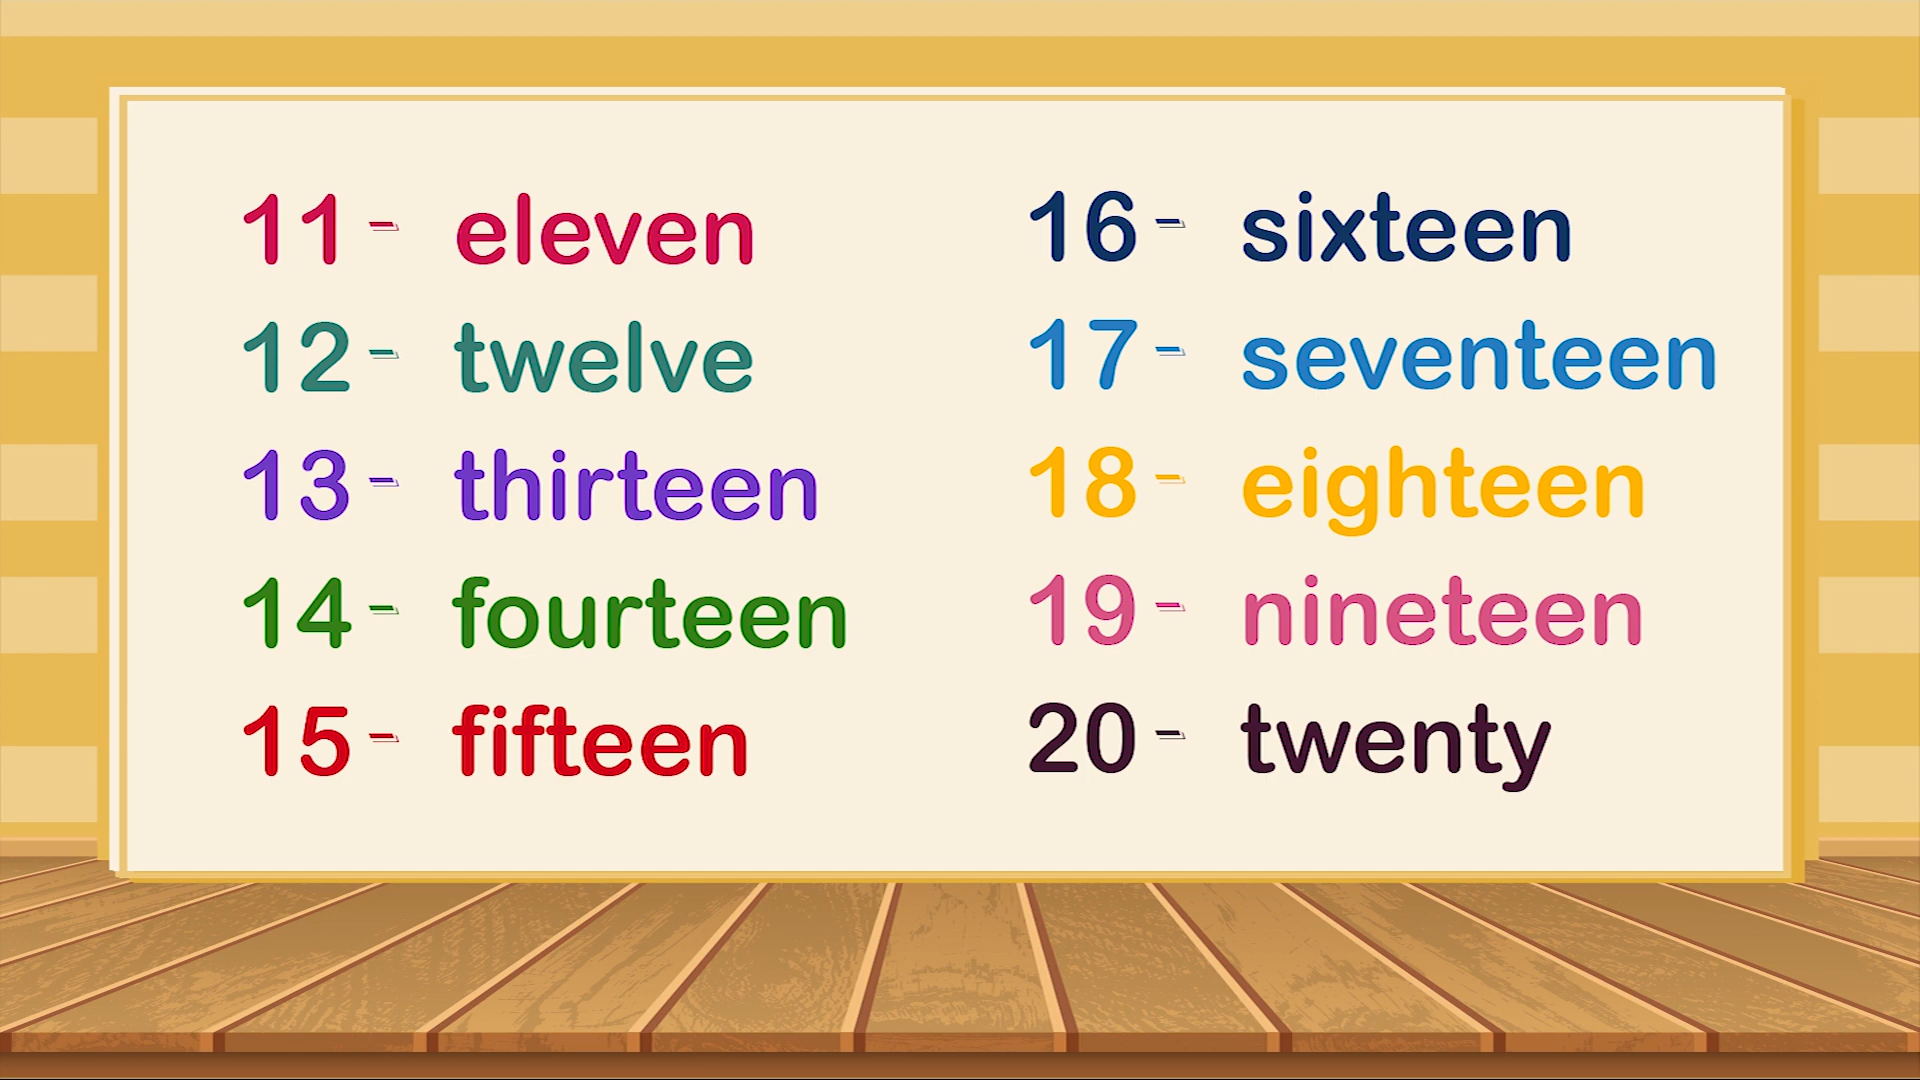 11 - eleven
12 - twelve
13 - thirteen
14 - fourteen
15 - fifteen
16 - sixteen
17 - seventeen
18 - eighteen
19 - nineteen
20 - twenty